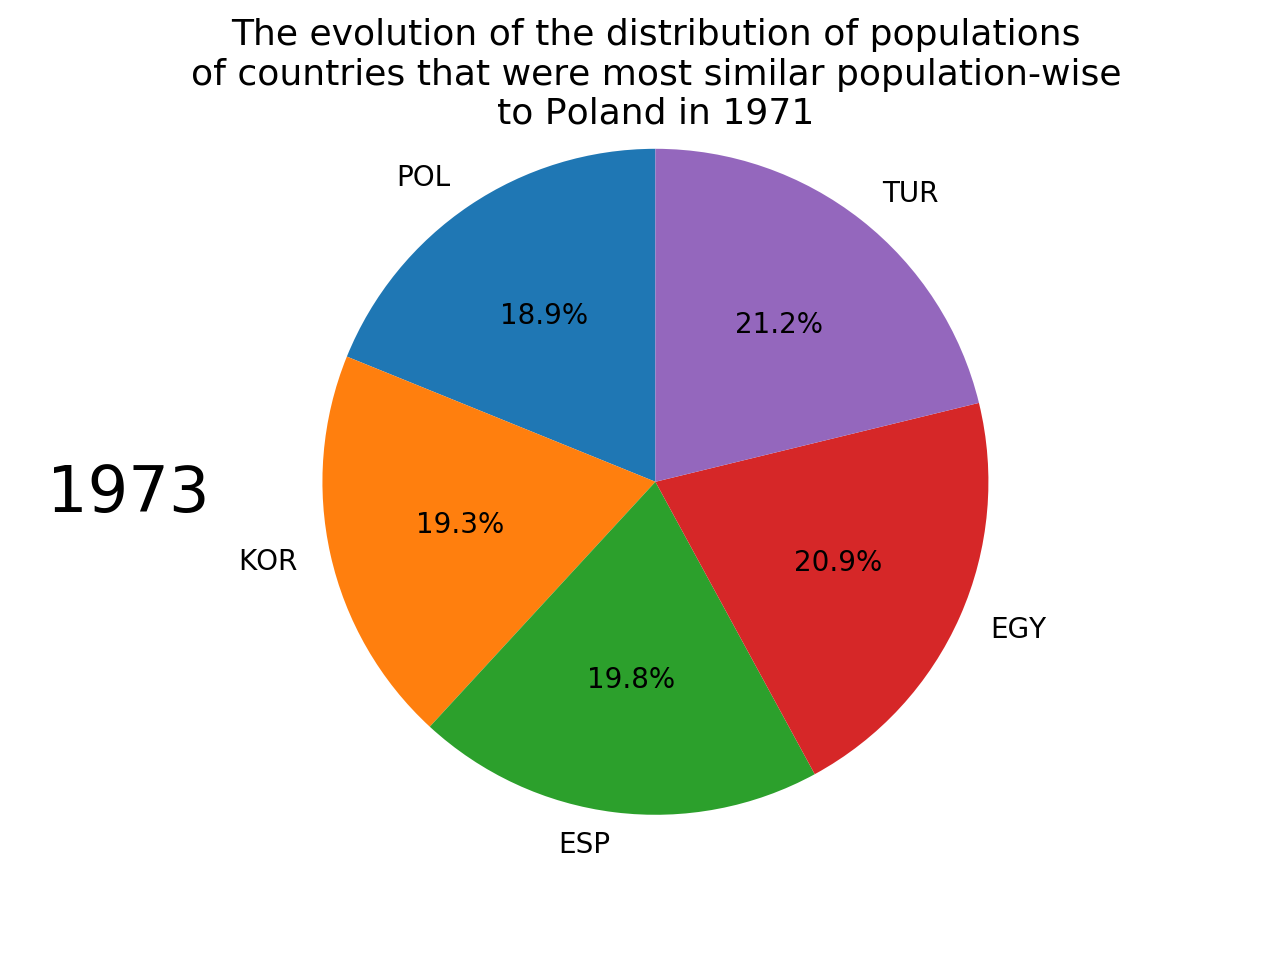 The evolution of the distribution of populations
of countries that were most similar population-wise
to Poland in 1971
POL
TUR
18.9%
21.2%
1973
19.3%
KOR
20.9%
EGY
19.8%
ESP